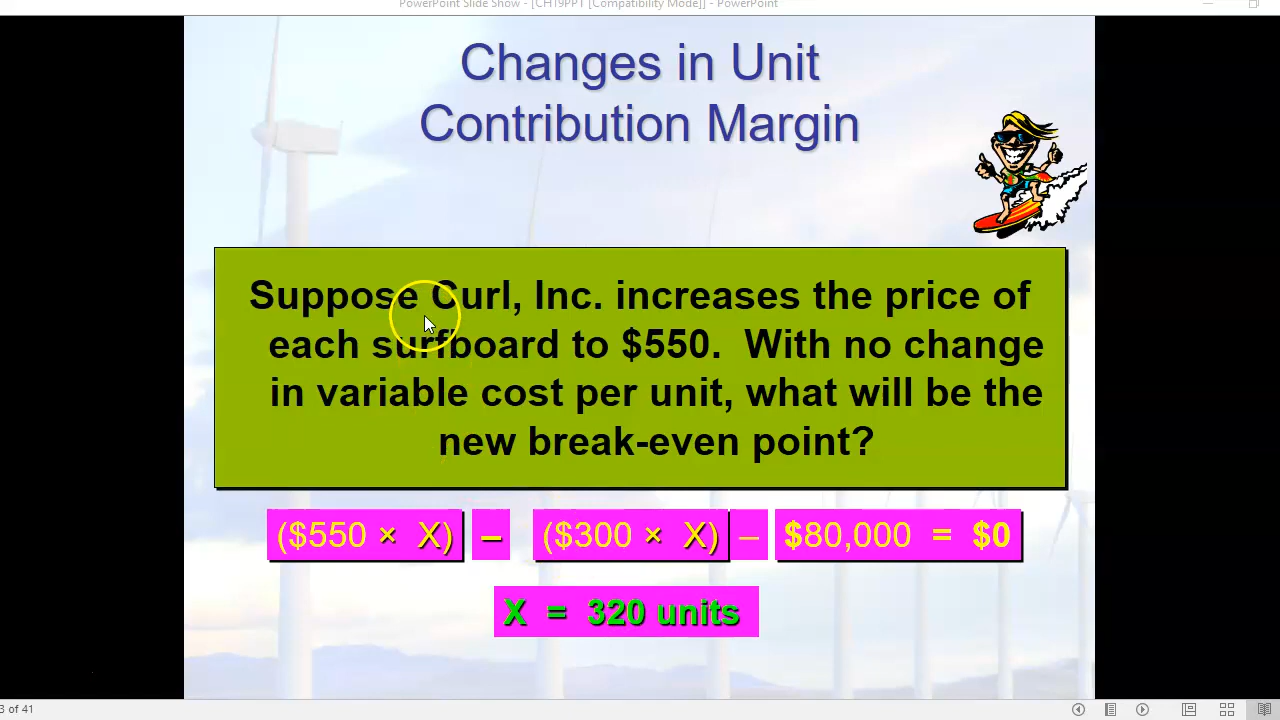 PowerPoint Slide Show - [CH19PPT [Compatibility Mode]] - PowerPoint
Changes in Unit
Contribution Margin
Suppose Curl, Inc. increases the price of
each surfboard to $550. With no change
in variable cost per unit, what will be the
new break-even point?
($550 × X) – ($300 × X) – $80,000 = $0
X = 320 units
3 of 41